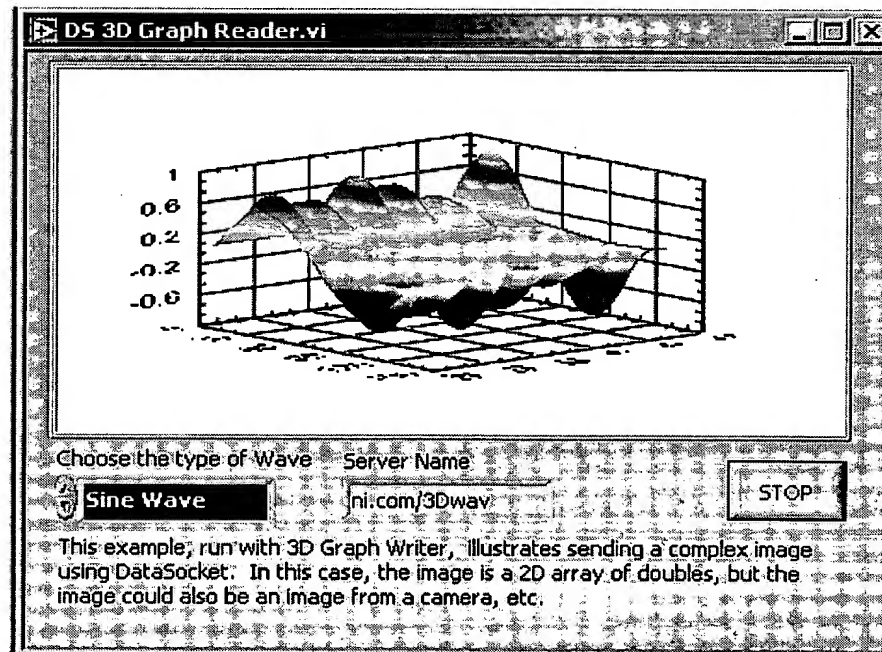 DS 3D Graph Reader.vi
1
0.6
0.2
-0.2
-0.6
Choose the type of Wave
Server Name
Sine Wave
ni.com/3Dwav
STOP
This example, run with 3D Graph Writer, illustrates sending a complex image
using DataSocket. In this case, the image is a 2D array of doubles, but the
image could also be an image from a camera, etc.